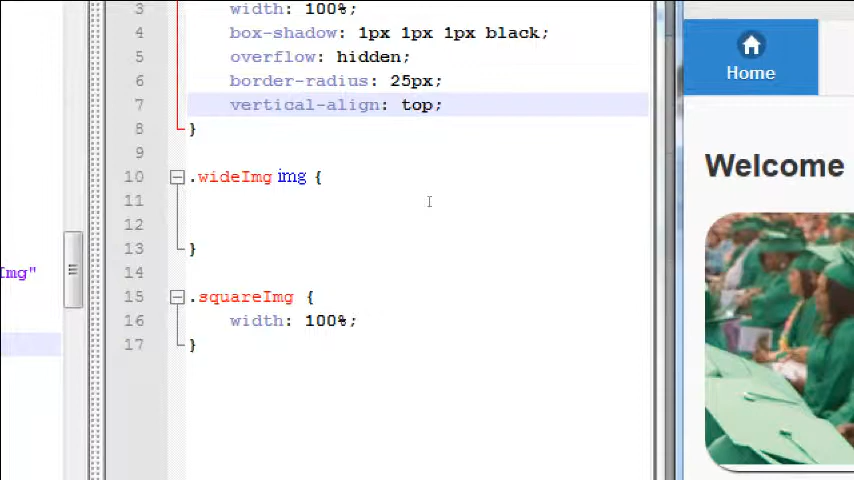 3 width: 100%;
4 box-shadow: 1px 1px 1px black;
5 overflow: hidden;
6 border-radius: 25px;
7 vertical-align: top;
8 }
9
10 .wideImg img {
11
12
13 }
14
15 .squareImg {
16 width: 100%;
17 }
Img"
Home
Welcome